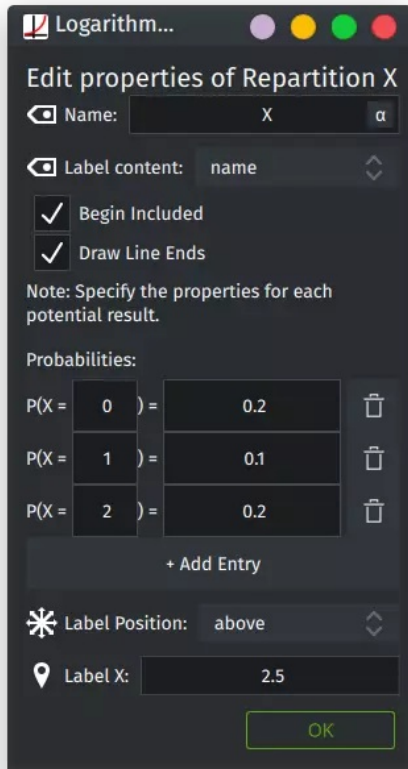 Logarithm...
Edit properties of Repartition X
Name: X α
Label content: name
Begin Included
Draw Line Ends
Note: Specify the properties for each
potential result.
Probabilities:
P(X = 0 ) = 0.2
P(X = 1 ) = 0.1
P(X = 2 ) = 0.2
+ Add Entry
Label Position: above
Label X: 2.5
OK